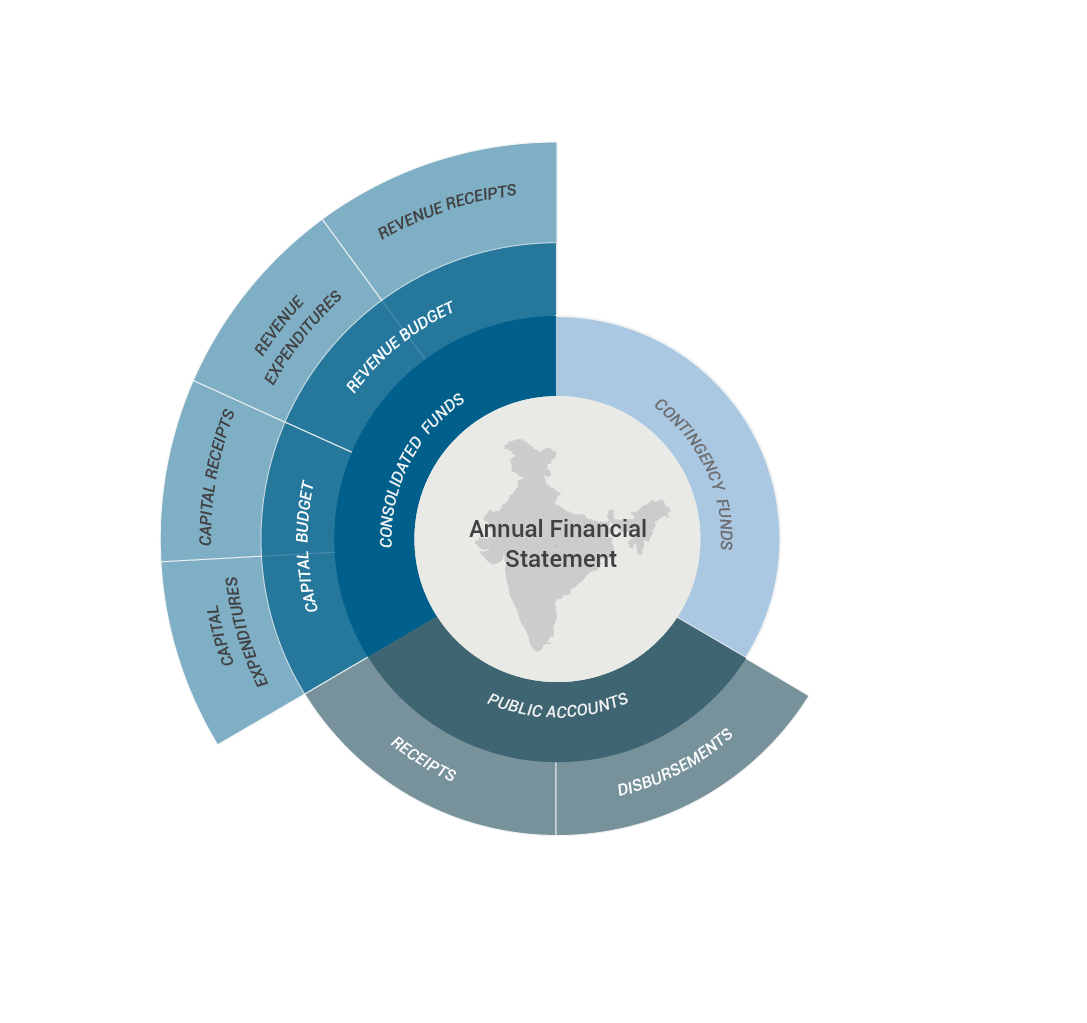 REVENUE RECEIPTS
REVENUE
EXPENDITURES
REVENUE BUDGET
CAPITAL RECEIPTS
CAPITAL BUDGET
CAPITAL
EXPENDITURES
CONSOLIDATED FUNDS
CONTINGENCY FUNDS
Annual Financial
Statement
PUBLIC ACCOUNTS
RECEIPTS
DISBURSEMENTS